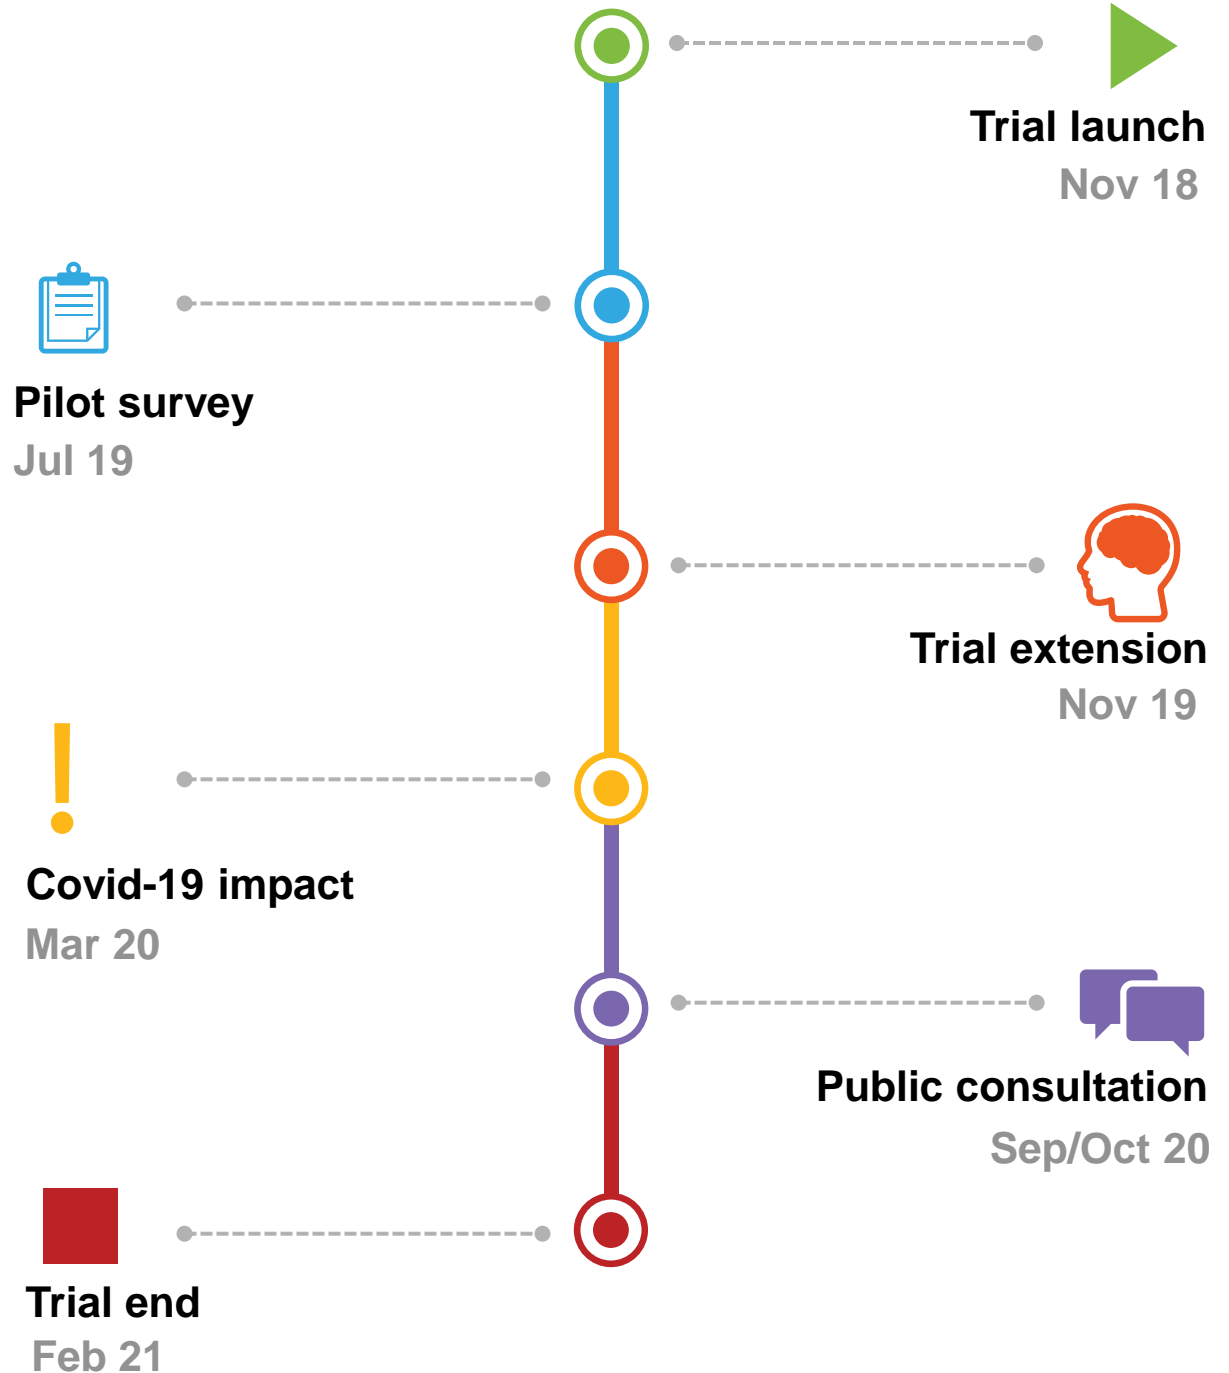 Trial launch
Nov 18
Pilot survey
Jul 19
Trial extension
Nov 19
Covid-19 impact
Mar 20
Public consultation
Sep/Oct 20
Trial end
Feb 21